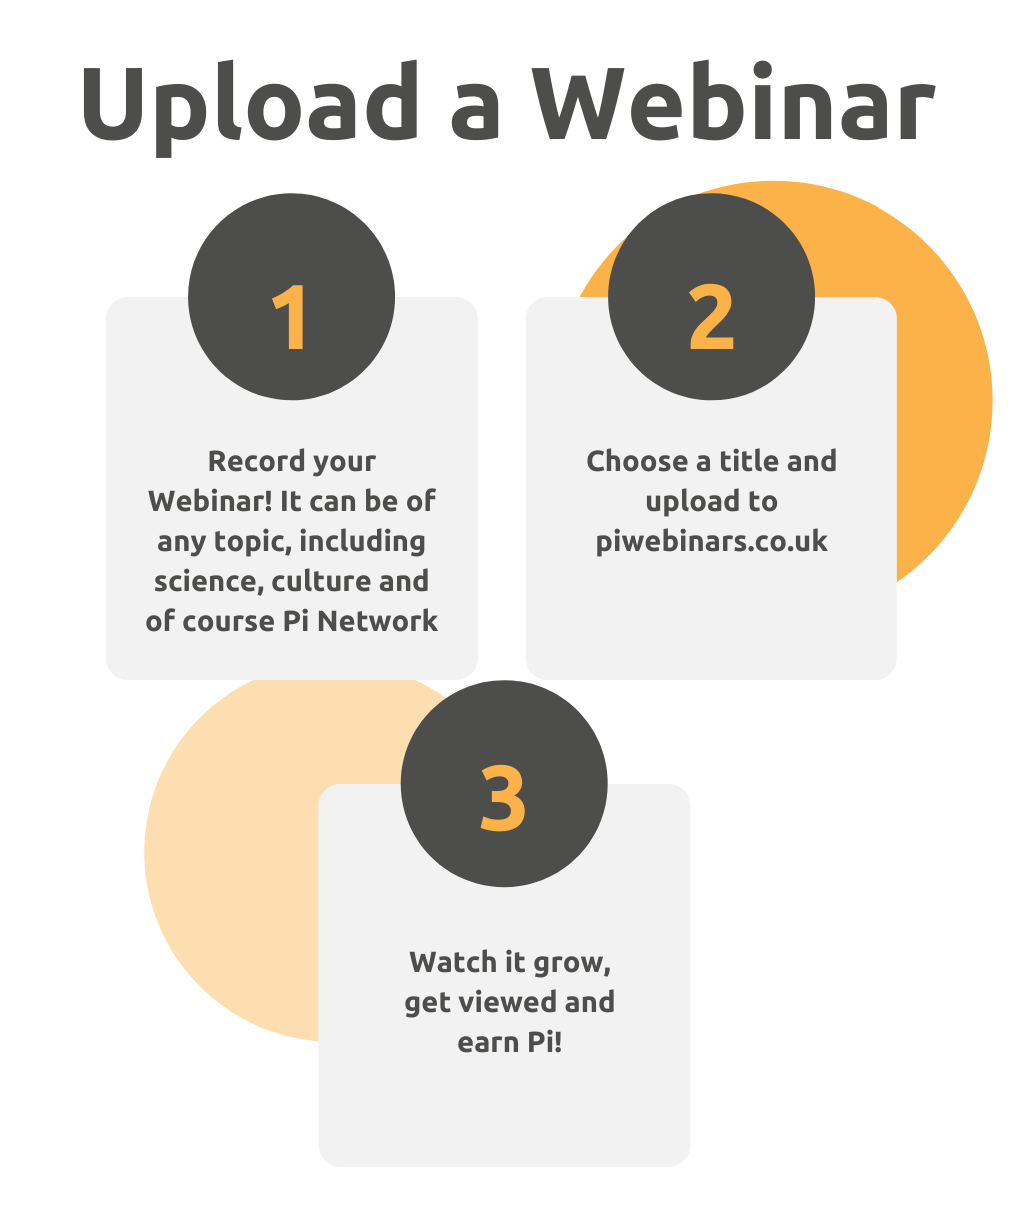 Upload a Webinar
1
Record your
Webinar! It can be of
any topic, including
science, culture and
of course Pi Network
2
Choose a title and
upload to
piwebinars.co.uk
3
Watch it grow,
get viewed and
earn Pi!